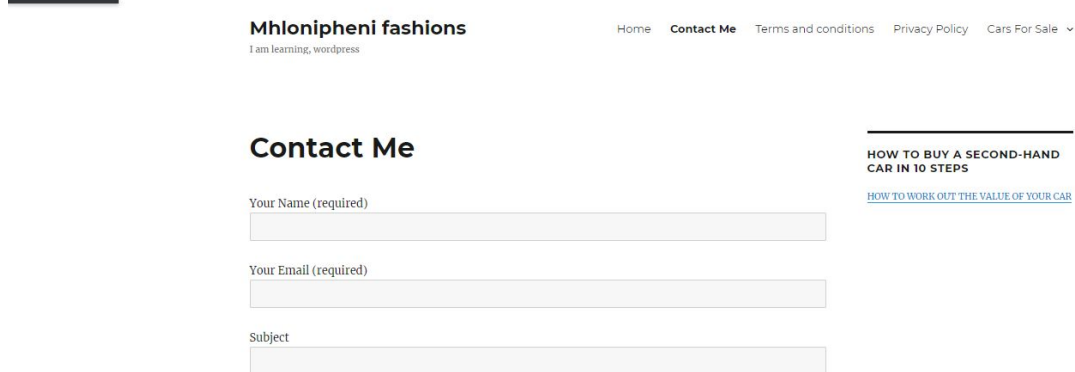 Mhlonipheni fashions
I am learning, wordpress
Home Contact Me Terms and conditions Privacy Policy Cars For Sale
Contact Me
Your Name (required)
Your Email (required)
Subject
HOW TO BUY A SECOND-HAND
CAR IN 10 STEPS
HOW TO WORK OUT THE VALUE OF YOUR CAR